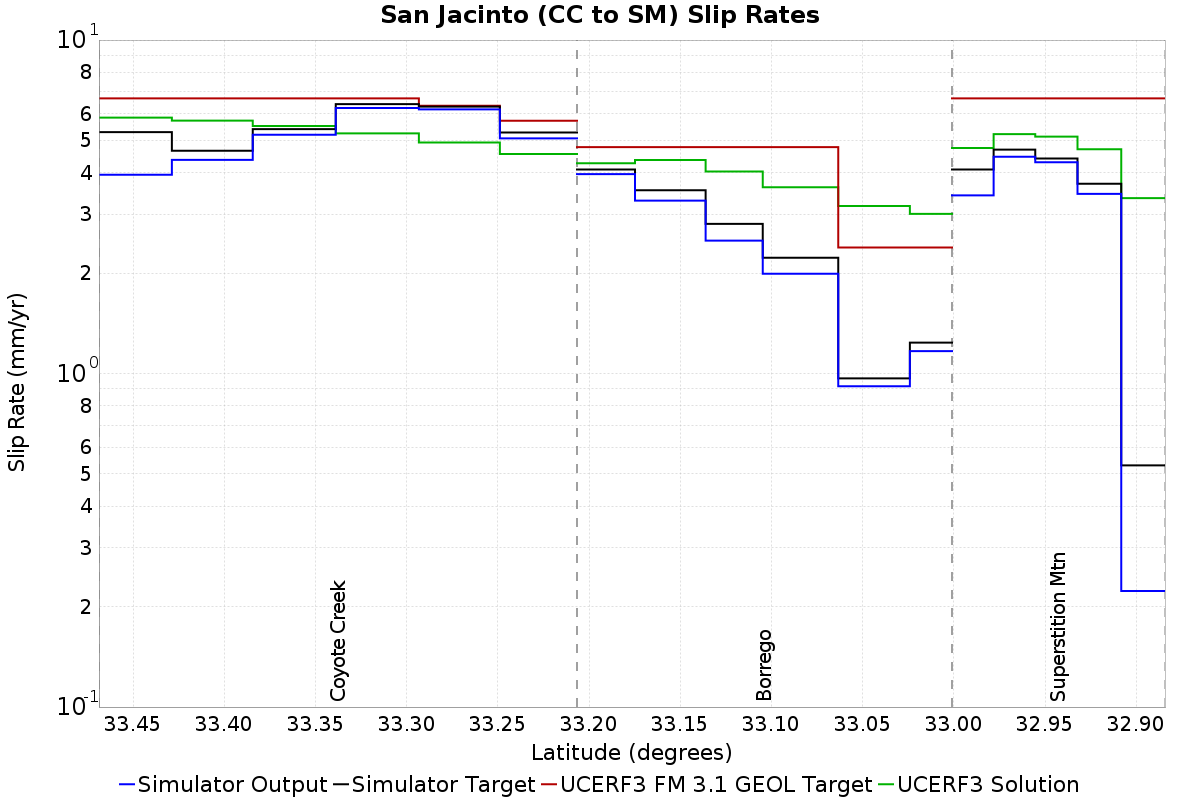 San Jacinto (CC to SM) Slip Rates
10^1
8
6
5
4
3
2
10^0
8
6
5
4
3
2
10^-1
Slip Rate (mm/yr)
Coyote Creek
Borrego
Superstition Mtn
33.45 33.40 33.35 33.30 33.25 33.20 33.15 33.10 33.05 33.00 32.95 32.90
Latitude (degrees)
Simulator Output Simulator Target UCERF3 FM 3.1 GEOL Target UCERF3 Solution